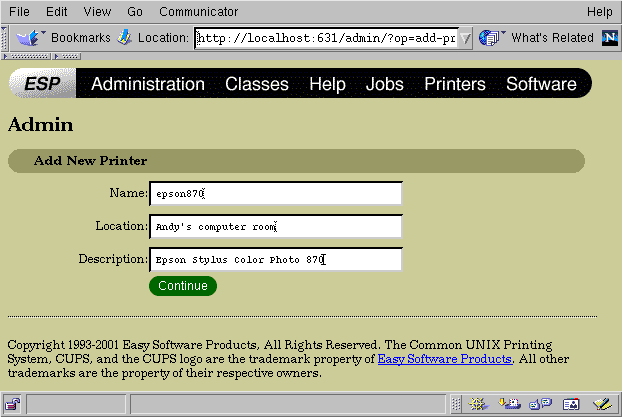 File Edit View Go Communicator Help
Bookmarks Location: http://localhost:631/admin/?op=add-pr What's Related N
ESP Administration Classes Help Jobs Printers Software
Admin
Add New Printer
Name: epson870
Location: Andy's computer room
Description: Epson Stylus Color Photo 870
Continue
Copyright 1993-2001 Easy Software Products, All Rights Reserved. The Common UNIX Printing
System, CUPS, and the CUPS logo are the trademark property of Easy Software Products. All other
trademarks are the property of their respective owners.